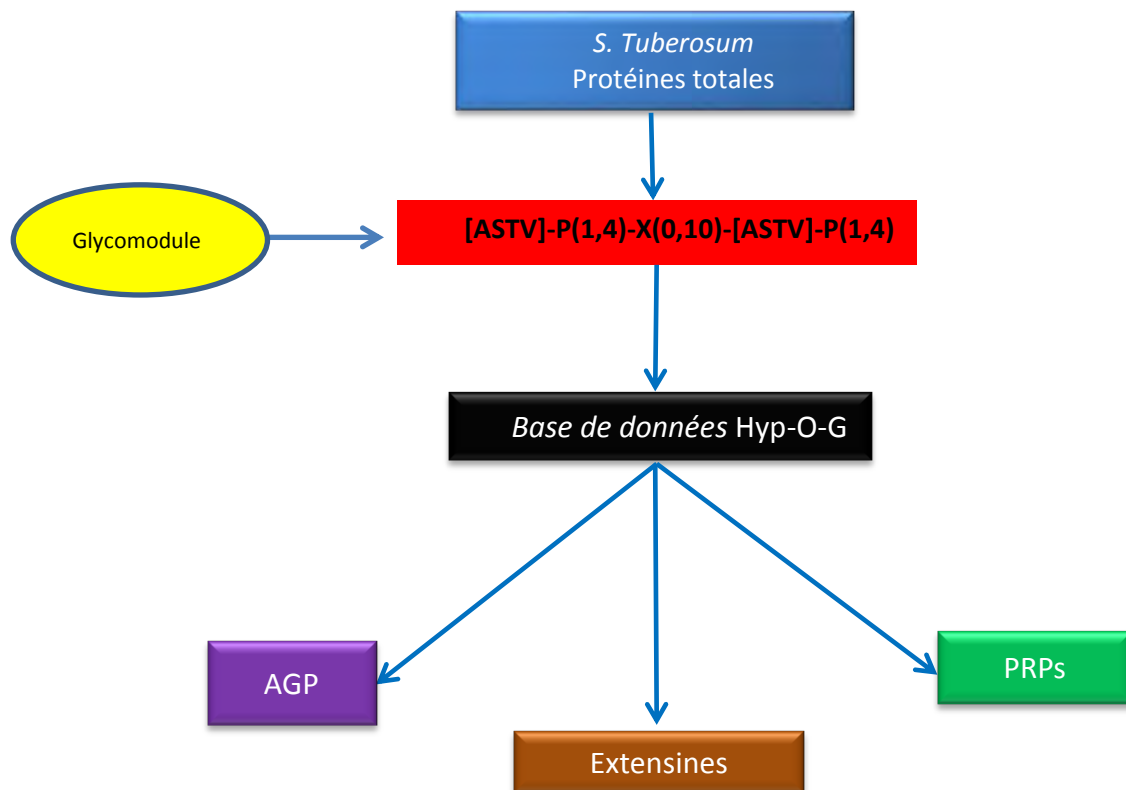 S. Tuberosum
Protéines totales
Glycomodule
[ASTV]-P(1,4)-X(0,10)-[ASTV]-P(1,4)
Base de données Hyp-O-G
AGP
PRPs
Extensines